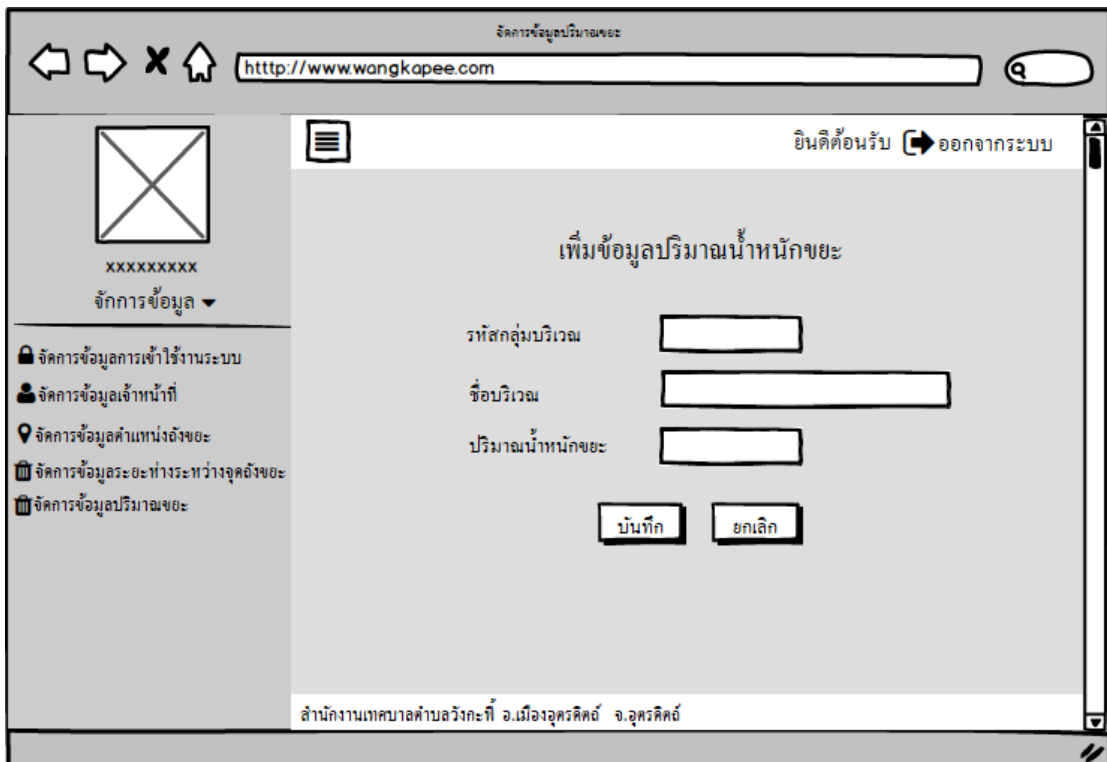 จัดการข้อมูลปริมาณขยะ
htttp://www.wangkapee.com
ยินดีต้อนรับ ออกจากระบบ
xxxxxxxxx
จักการข้อมูล
จัดการข้อมูลการเข้าใช้งานระบบ
จัดการข้อมูลเจ้าหน้าที่
จัดการข้อมูลตำแหน่งถังขยะ
จัดการข้อมูลระยะห่างระหว่างจุดถังขยะ
จัดการข้อมูลปริมาณขยะ
เพิ่มข้อมูลปริมาณน้ำหนักขยะ
รหัสกลุ่มบริเวณ
ชื่อบริเวณ
ปริมาณน้ำหนักขยะ
บันทึก ยกเลิก
สำนักงานเทศบาลตำบลวังกะพี้ อ.เมืองอุตรดิตถ์ จ.อุตรดิตถ์